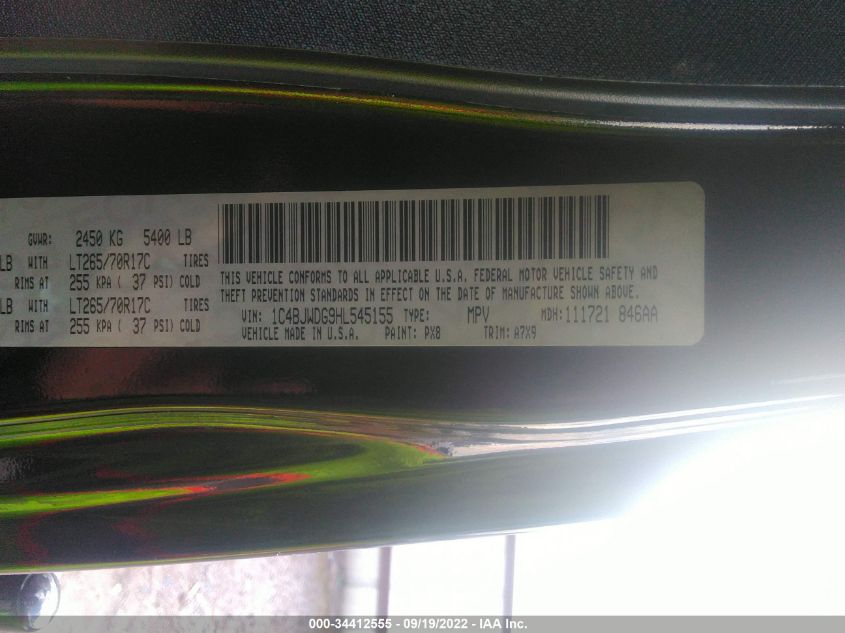 GVWR: 2450 KG 5400 LB
LB WITH LT265/70R17C TIRES
RIMS AT 255 KPA ( 37 PSI) COLD
LB WITH LT265/70R17C TIRES
RIMS AT 255 KPA ( 37 PSI) COLD
THIS VEHICLE CONFORMS TO ALL APPLICABLE U.S.A. FEDERAL MOTOR VEHICLE SAFETY AND
THEFT PREVENTION STANDARDS IN EFFECT ON THE DATE OF MANUFACTURE SHOWN ABOVE.
VIN: 1C4BJWDG9HL545155 TYPE: MPV MDH: 111721 846AA
VEHICLE MADE IN U.S.A. PAINT: PX8 TRIM: A7X9
000-34412555 - 09/19/2022 - IAA Inc.